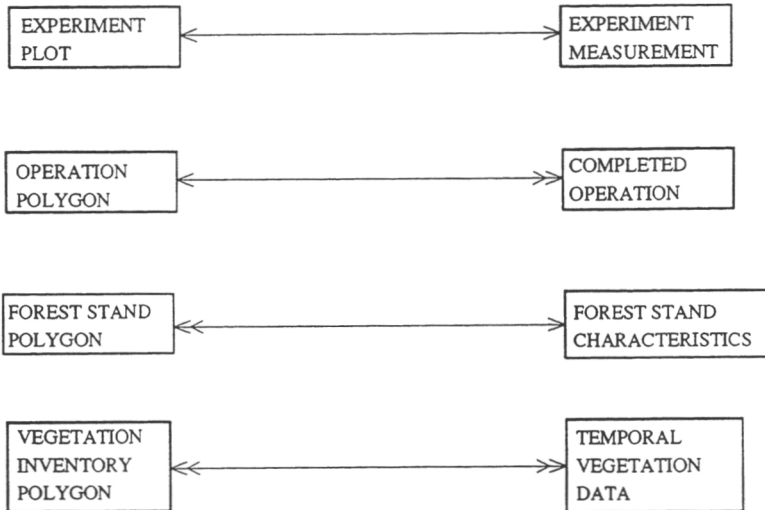 EXPERIMENT
PLOT
EXPERIMENT
MEASUREMENT
OPERATION
POLYGON
COMPLETED
OPERATION
FOREST STAND
POLYGON
FOREST STAND
CHARACTERISTICS
VEGETATION
INVENTORY
POLYGON
TEMPORAL
VEGETATION
DATA